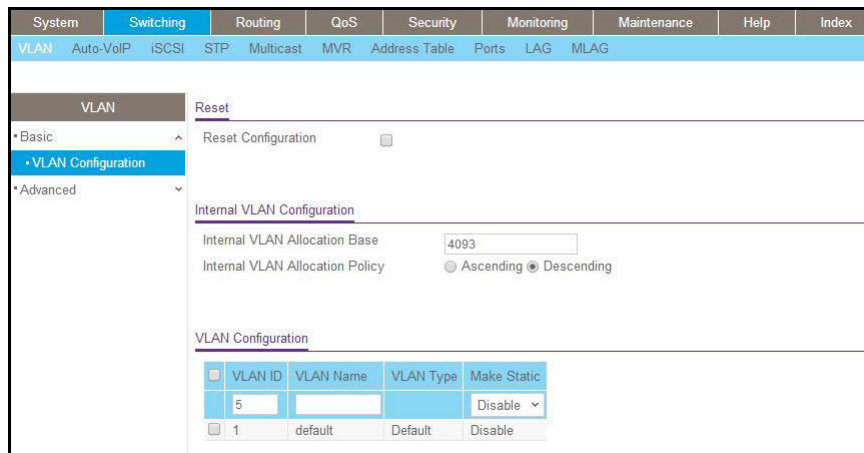 System Switching Routing QoS Security Monitoring Maintenance Help Index
VLAN Auto-VoIP iSCSI STP Multicast MVR Address Table Ports LAG MLAG
VLAN
Basic
VLAN Configuration
Advanced
Reset
Reset Configuration
Internal VLAN Configuration
Internal VLAN Allocation Base 4093
Internal VLAN Allocation Policy Ascending Descending
VLAN Configuration
VLAN ID VLAN Name VLAN Type Make Static
5 Disable
1 default Default Disable